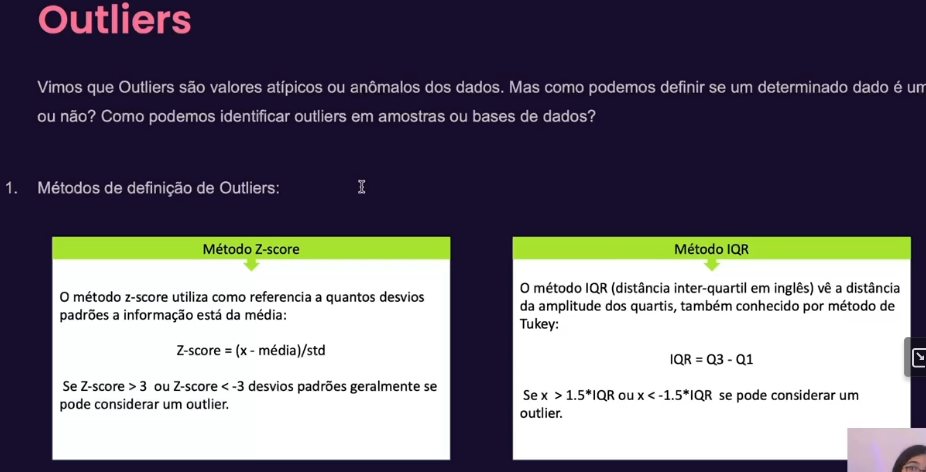 Outliers
Vimos que Outliers são valores atípicos ou anômalos dos dados. Mas como podemos definir se um determinado dado é um
ou não? Como podemos identificar outliers em amostras ou bases de dados?
1. Métodos de definição de Outliers:
Método Z-score
O método z-score utiliza como referencia a quantos desvios
padrões a informação está da média:
Z-score = (x - média)/std
Se Z-score > 3 ou Z-score < -3 desvios padrões geralmente se
pode considerar um outlier.
Método IQR
O método IQR (distância inter-quartil em inglês) vê a distância
da amplitude dos quartis, também conhecido por método de
Tukey:
IQR = Q3 - Q1
Se x > 1.5*IQR ou x < -1.5*IQR se pode considerar um
outlier.